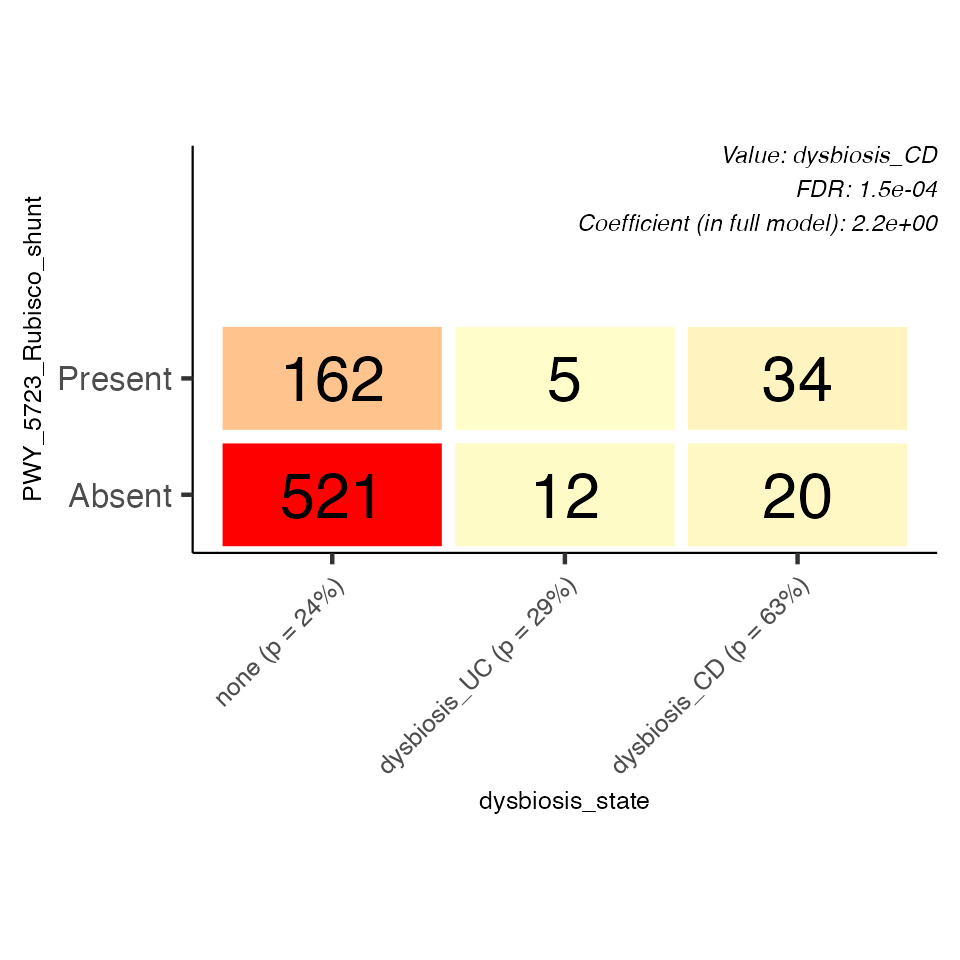 Value: dysbiosis_CD
FDR: 1.5e-04
Coefficient (in full model): 2.2e+00
PWY_5723_Rubisco_shunt
Present
162
5
34
Absent
521
12
20
none (p = 24%)
dysbiosis_UC (p = 29%)
dysbiosis_CD (p = 63%)
dysbiosis_state